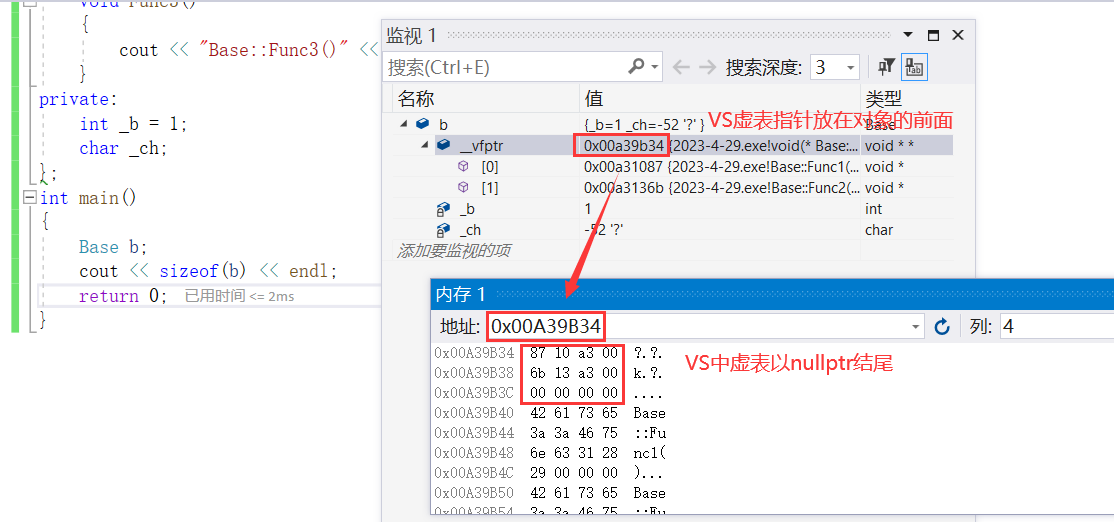 void Func3()
{
cout << "Base::Func3()" <<
}
private:
int _b = 1;
char _ch;
};
int main()
{
Base b;
cout << sizeof(b) << endl;
return 0; 已用时间 <= 2ms
}
监视 1
搜索(Ctrl+E)
搜索深度: 3
名称 值 类型
b {_b=1 _ch=-52 '?' } Base
VS虚表指针放在对象的前面
__vfptr 0x00a39b34 {2023-4-29.exe!void(* Base:... void * *
[0] 0x00a31087 {2023-4-29.exe!Base::Func1(... void *
[1] 0x00a3136b {2023-4-29.exe!Base::Func2(... void *
_b 1 int
_ch -52 '?' char
添加要监视的项
内存 1
地址: 0x00A39B34 列: 4
0x00A39B34 87 10 a3 00 ?.?.
0x00A39B38 6b 13 a3 00 k.?.
0x00A39B3C 00 00 00 00 ....
0x00A39B40 42 61 73 65 Base
0x00A39B44 3a 3a 46 75 ::Fu
0x00A39B48 6e 63 31 28 nc1(
0x00A39B4C 29 00 00 00 )...
0x00A39B50 42 61 73 65 Base
0x00A39B54 3a 3a 46 75 ::Fu
VS中虚表以nullptr结尾